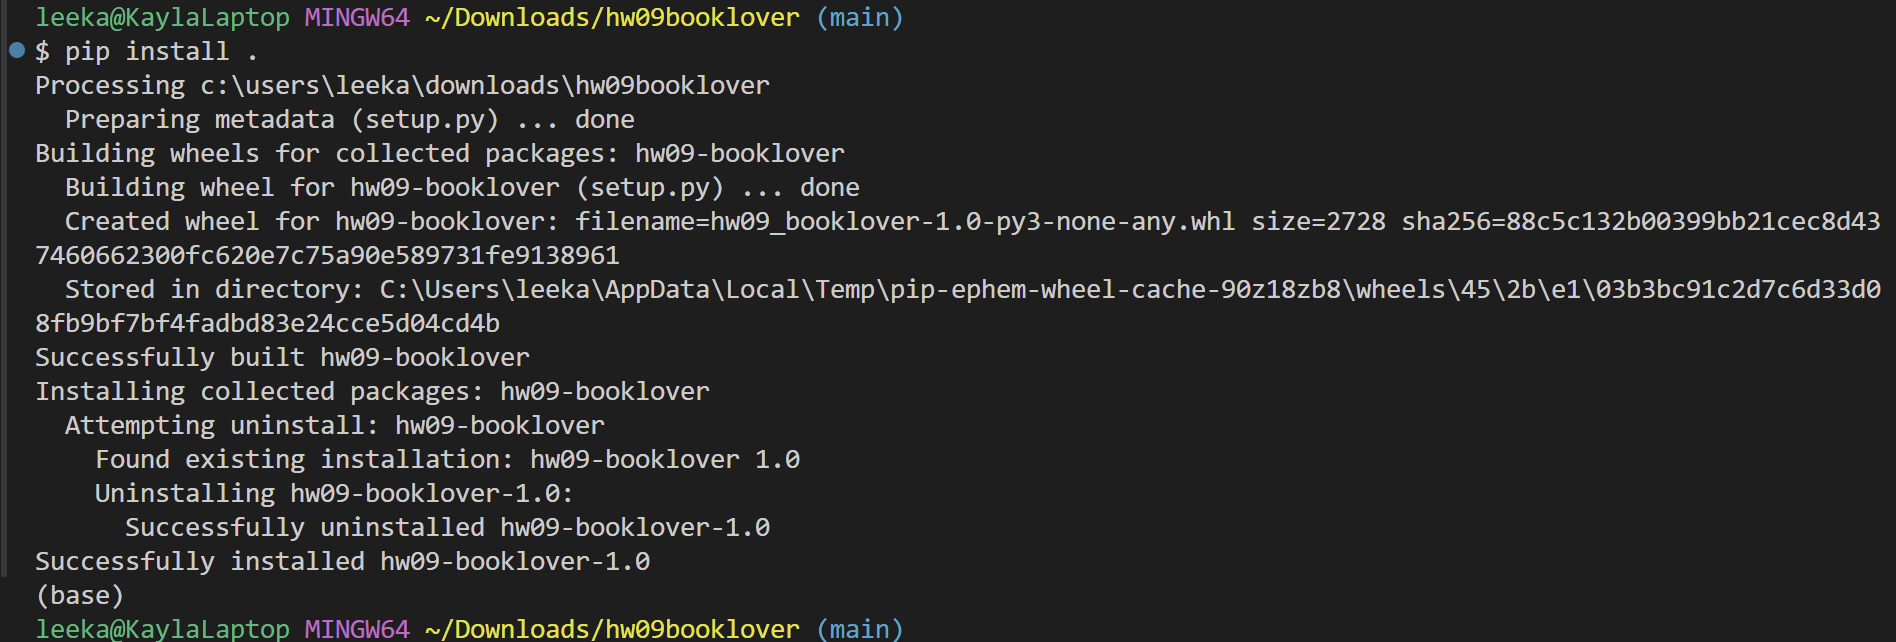 leeka@KaylaLaptop MINGW64 ~/Downloads/hw09booklover (main)
$ pip install .
Processing c:\users\leeka\downloads\hw09booklover
  Preparing metadata (setup.py) ... done
Building wheels for collected packages: hw09-booklover
  Building wheel for hw09-booklover (setup.py) ... done
  Created wheel for hw09-booklover: filename=hw09_booklover-1.0-py3-none-any.whl size=2728 sha256=88c5c132b00399bb21cec8d43
7460662300fc620e7c75a90e589731fe9138961
  Stored in directory: C:\Users\leeka\AppData\Local\Temp\pip-ephem-wheel-cache-90z18zb8\wheels\45\2b\e1\03b3bc91c2d7c6d33d0
8fb9bf7bf4fadbd83e24cce5d04cd4b
Successfully built hw09-booklover
Installing collected packages: hw09-booklover
  Attempting uninstall: hw09-booklover
    Found existing installation: hw09-booklover 1.0
    Uninstalling hw09-booklover-1.0:
      Successfully uninstalled hw09-booklover-1.0
Successfully installed hw09-booklover-1.0
(base)
leeka@KaylaLaptop MINGW64 ~/Downloads/hw09booklover (main)